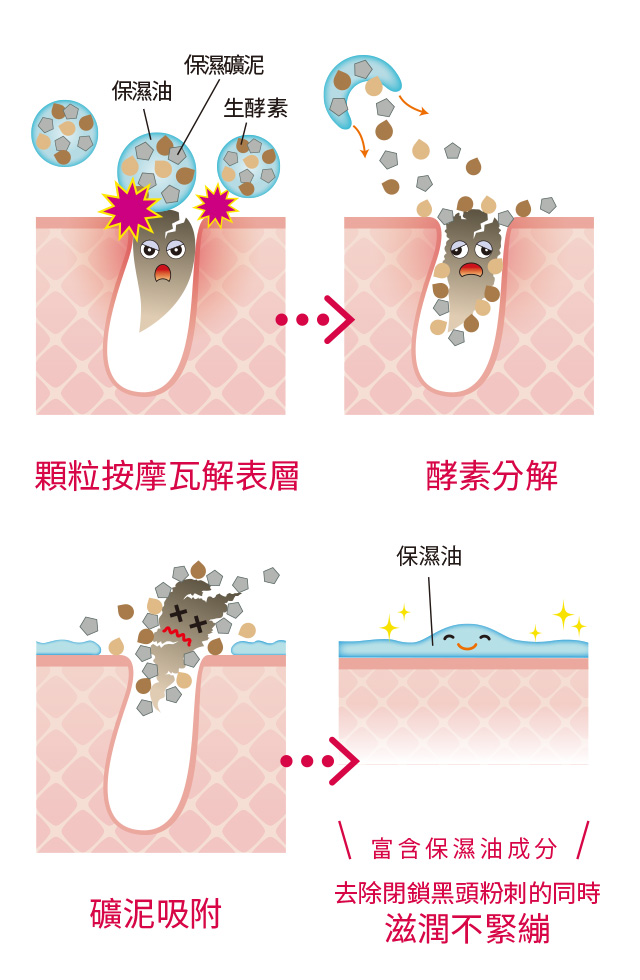 保濕礦泥
保濕油
生酵素
顆粒按摩瓦解表層
酵素分解
保濕油
礦泥吸附
富含保濕油成分
去除閉鎖黑頭粉刺的同時
滋潤不緊繃